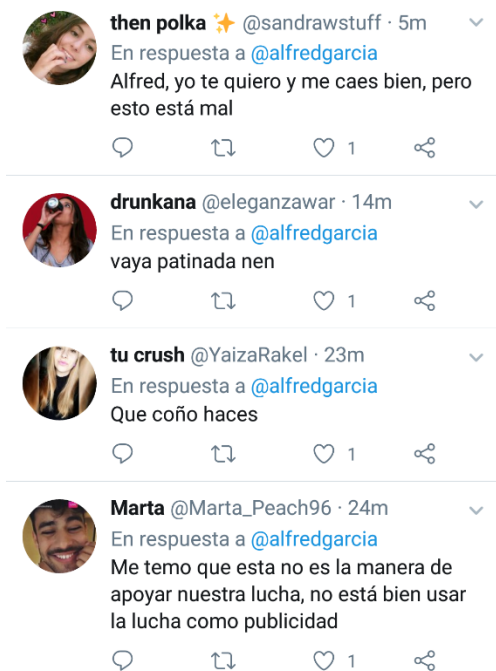 then polka ✨ @sandrawstuff · 5m
En respuesta a @alfredgarcia
Alfred, yo te quiero y me caes bien, pero
esto está mal
1
drunkana @eleganzawar · 14m
En respuesta a @alfredgarcia
vaya patinada nen
1
tu crush @YaizaRakel · 23m
En respuesta a @alfredgarcia
Que coño haces
1
Marta @Marta_Peach96 · 24m
En respuesta a @alfredgarcia
Me temo que esta no es la manera de
apoyar nuestra lucha, no está bien usar
la lucha como publicidad
1